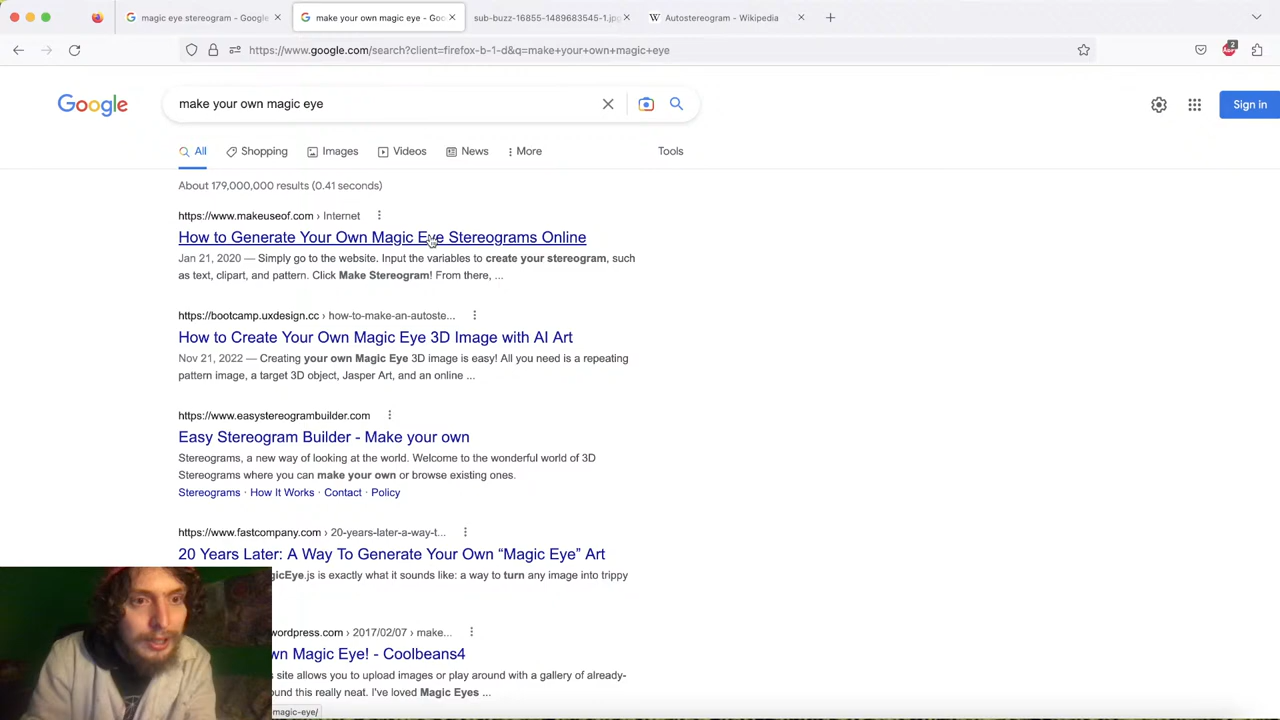 magic eye stereogram - Google
make your own magic eye - Goo
sub-buzz-16855-1489683545-1.jp
W Autostereogram - Wikipedia
https://www.google.com/search?client=firefox-b-1-d&q=make+your+own+magic+eye
2
Google
make your own magic eye
Sign in
All
Shopping
Images
Videos
News
More
Tools
About 179,000,000 results (0.41 seconds)
https://www.makeuseof.com › Internet
How to Generate Your Own Magic Eye Stereograms Online
Jan 21, 2020 — Simply go to the website. Input the variables to create your stereogram, such
as text, clipart, and pattern. Click Make Stereogram! From there, ...
https://bootcamp.uxdesign.cc › how-to-make-an-autoste...
How to Create Your Own Magic Eye 3D Image with AI Art
Nov 21, 2022 — Creating your own Magic Eye 3D image is easy! All you need is a repeating
pattern image, a target 3D object, Jasper Art, and an online ...
https://www.easystereogrambuilder.com
Easy Stereogram Builder - Make your own
Stereograms, a new way of looking at the world. Welcome to the wonderful world of 3D
Stereograms where you can make your own or browse existing ones.
Stereograms · How It Works · Contact · Policy
https://www.fastcompany.com › 20-years-later-a-way-t...
20 Years Later: A Way To Generate Your Own “Magic Eye” Art
gicEye.js is exactly what it sounds like: a way to turn any image into trippy
wordpress.com › 2017/02/07 › make...
wn Magic Eye! - Coolbeans4
s site allows you to upload images or play around with a gallery of already-
und this really neat. I've loved Magic Eyes ...
magic-eye/